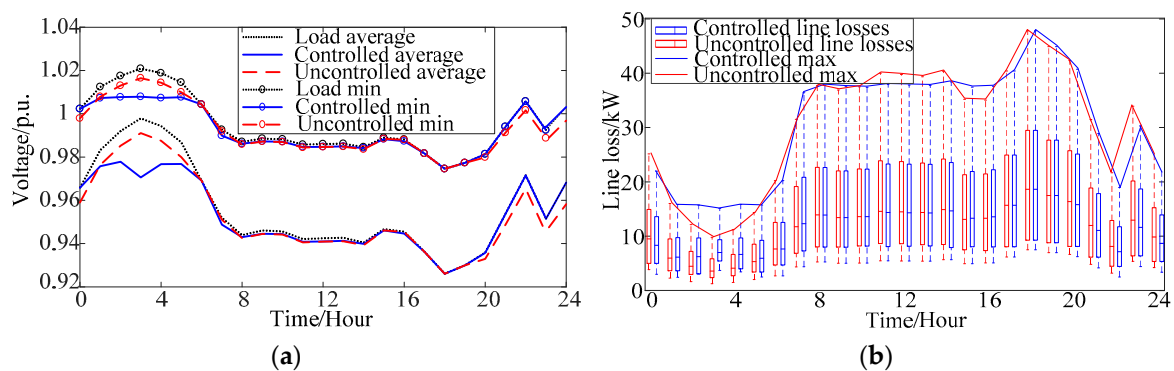 1.04
1.02
1
0.98
0.96
0.94
0.92
Voltage/p.u.
Load average
Controlled average
Uncontrolled average
Load min
Controlled min
Uncontrolled min
0 4 8 12 16 20 24
Time/Hour
(a)
50
40
30
20
10
0
Line loss/kW
Controlled line losses
Uncontrolled line losses
Controlled max
Uncontrolled max
0 4 8 12 16 20 24
Time/Hour
(b)